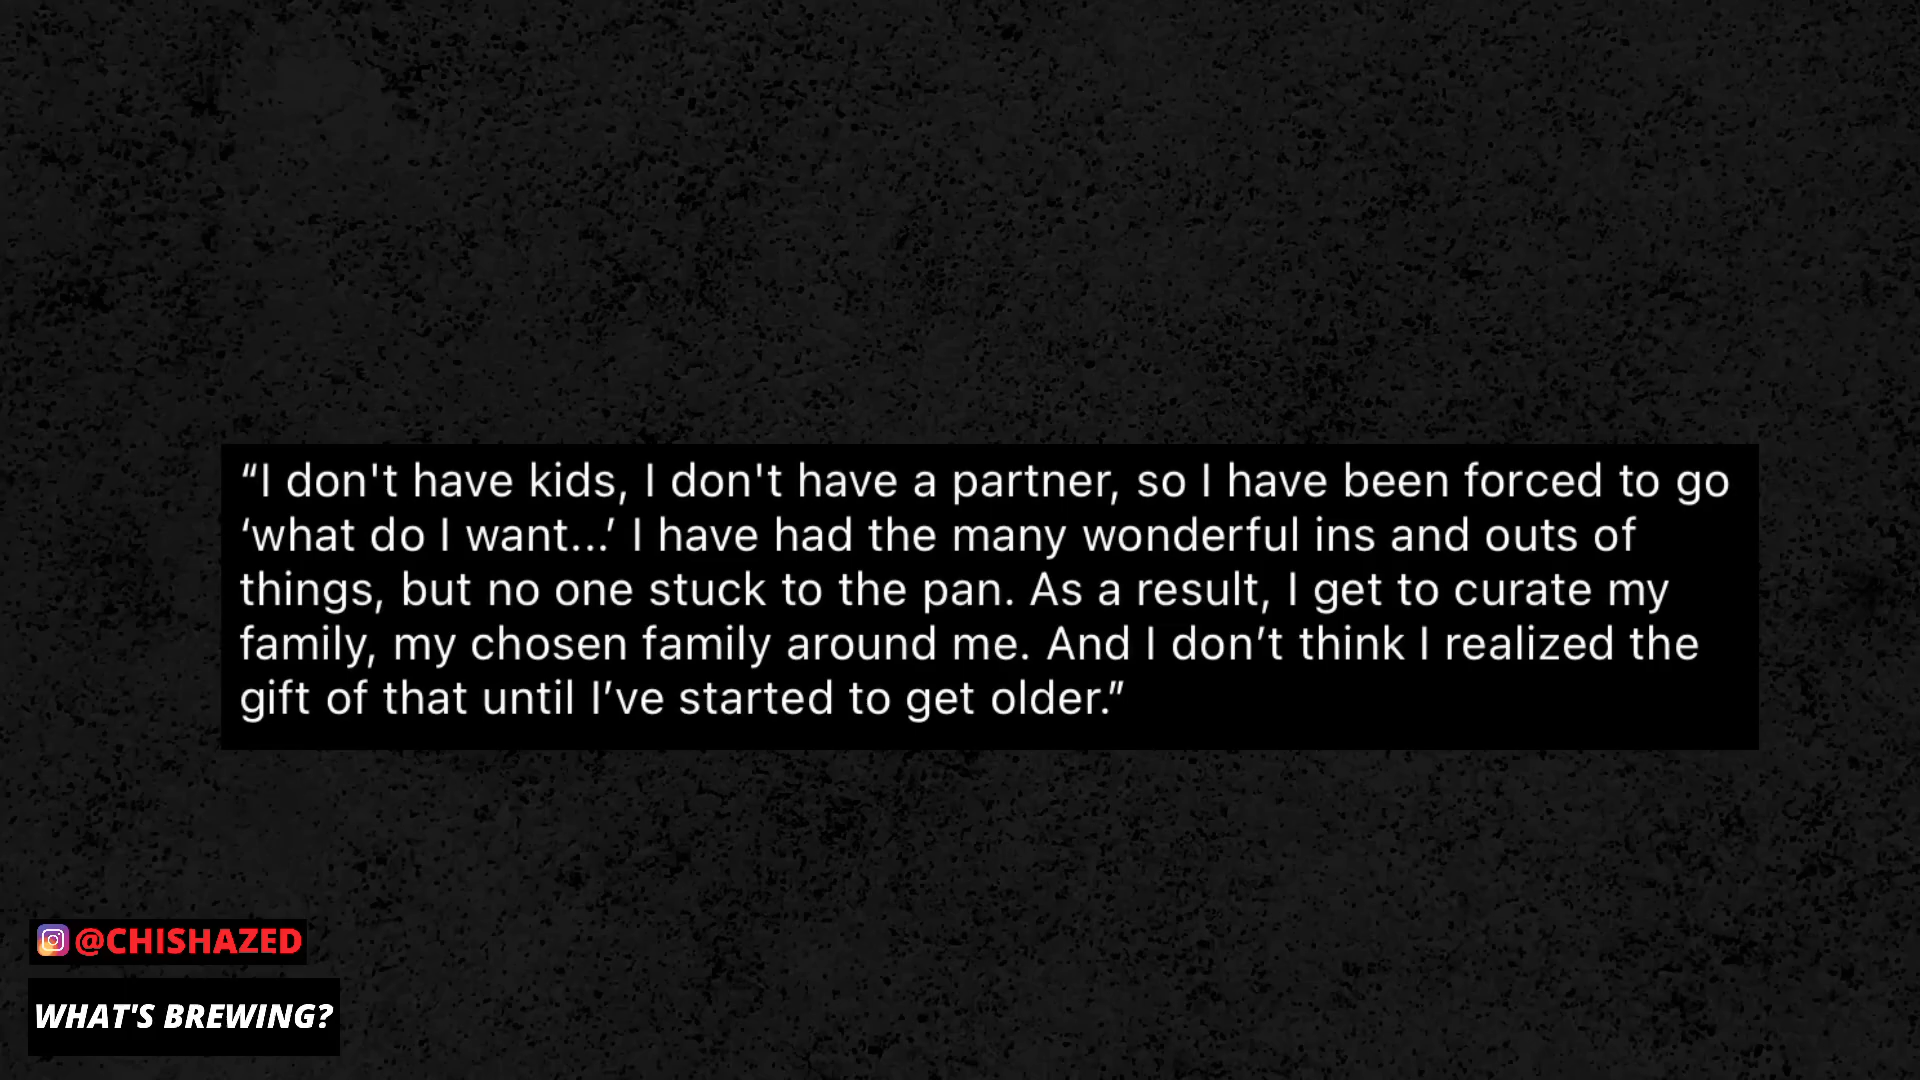 “I don't have kids, I don't have a partner, so I have been forced to go
‘what do I want...’ I have had the many wonderful ins and outs of
things, but no one stuck to the pan. As a result, I get to curate my
family, my chosen family around me. And I don’t think I realized the
gift of that until I’ve started to get older.”
@CHISHAZED
WHAT'S BREWING?